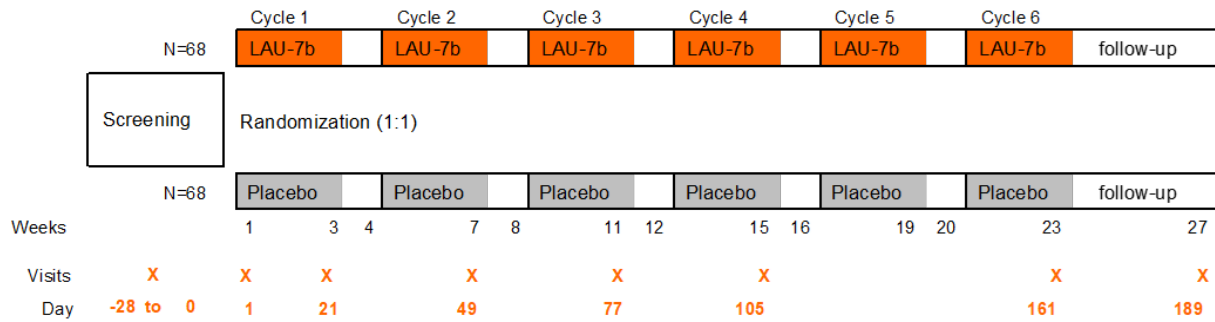 Cycle 1 Cycle 2 Cycle 3 Cycle 4 Cycle 5 Cycle 6
N=68 LAU-7b LAU-7b LAU-7b LAU-7b LAU-7b LAU-7b follow-up
Screening Randomization (1:1)
N=68 Placebo Placebo Placebo Placebo Placebo Placebo follow-up
Weeks 1 3 4 7 8 11 12 15 16 19 20 23 27
Visits X X X X X X X X
Day -28 to 0 1 21 49 77 105 161 189